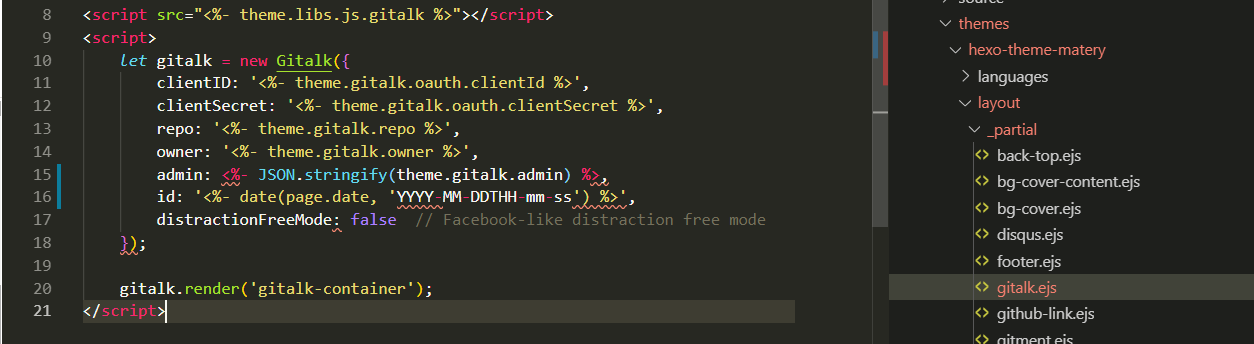 8 <script src="<%- theme.libs.js.gitalk %>"></script>
9 <script>
10 let gitalk = new Gitalk({
11 clientID: '<%- theme.gitalk.oauth.clientId %>',
12 clientSecret: '<%- theme.gitalk.oauth.clientSecret %>',
13 repo: '<%- theme.gitalk.repo %>',
14 owner: '<%- theme.gitalk.owner %>',
15 admin: <%- JSON.stringify(theme.gitalk.admin) %>,
16 id: '<%- date(page.date, 'YYYY-MM-DDTHH-mm-ss') %>',
17 distractionFreeMode: false // Facebook-like distraction free mode
18 });
19
20 gitalk.render('gitalk-container');
21 </script>
source
themes
hexo-theme-matery
languages
layout
_partial
back-top.ejs
bg-cover-content.ejs
bg-cover.ejs
disqus.ejs
footer.ejs
gitalk.ejs
github-link.ejs
gitment.ejs